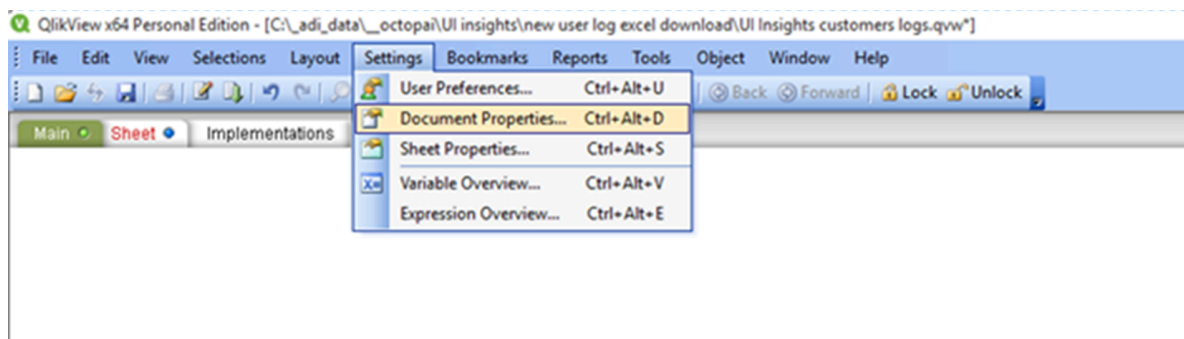 QlikView x64 Personal Edition - [C:\_adi_data\__octopai\UI insights\new user log excel download\UI Insights customers logs.qvw*]
File Edit View Selections Layout Settings Bookmarks Reports Tools Object Window Help
Back Forward Lock Unlock
User Preferences... Ctrl+Alt+U
Main Sheet Implementations
Document Properties... Ctrl+Alt+D
Sheet Properties... Ctrl+Alt+S
Variable Overview... Ctrl+Alt+V
Expression Overview... Ctrl+Alt+E